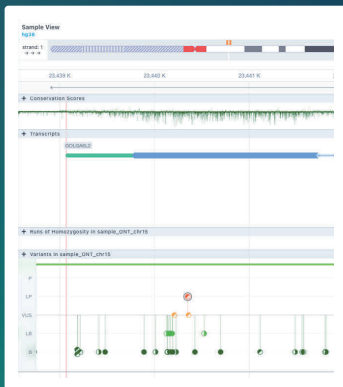 Sample View
hg38
strand: 1
→ → →
23,439 K 23,440 K 23,441 K
+ Conservation Scores
+ Transcripts
GOLGA6L2
+ Runs of Homozygosity in sample_ONT_chr15
+ Variants in sample_ONT_chr15
P
LP
VUS
LB
B